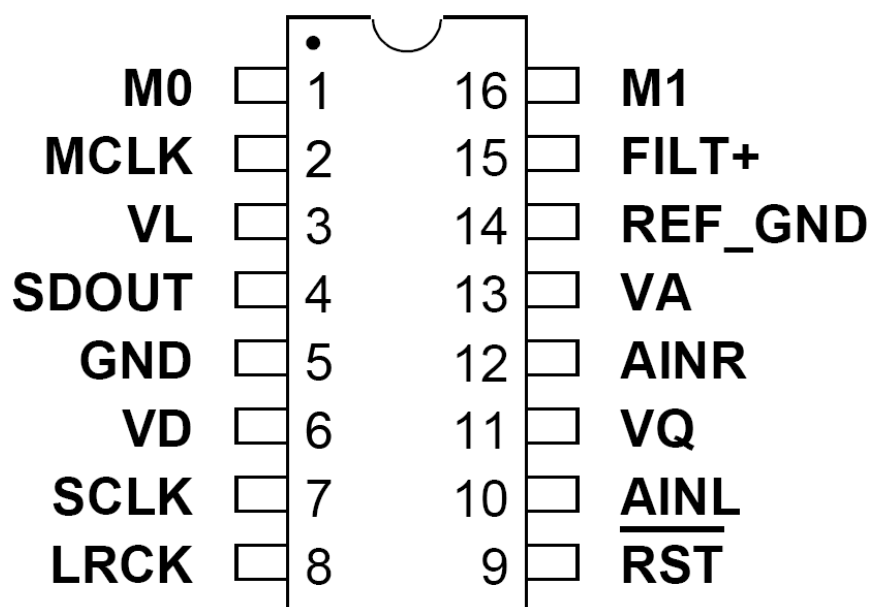 M0 1 16 M1
MCLK 2 15 FILT+
VL 3 14 REF_GND
SDOUT 4 13 VA
GND 5 12 AINR
VD 6 11 VQ
SCLK 7 10 AINL
LRCK 8 9 RST